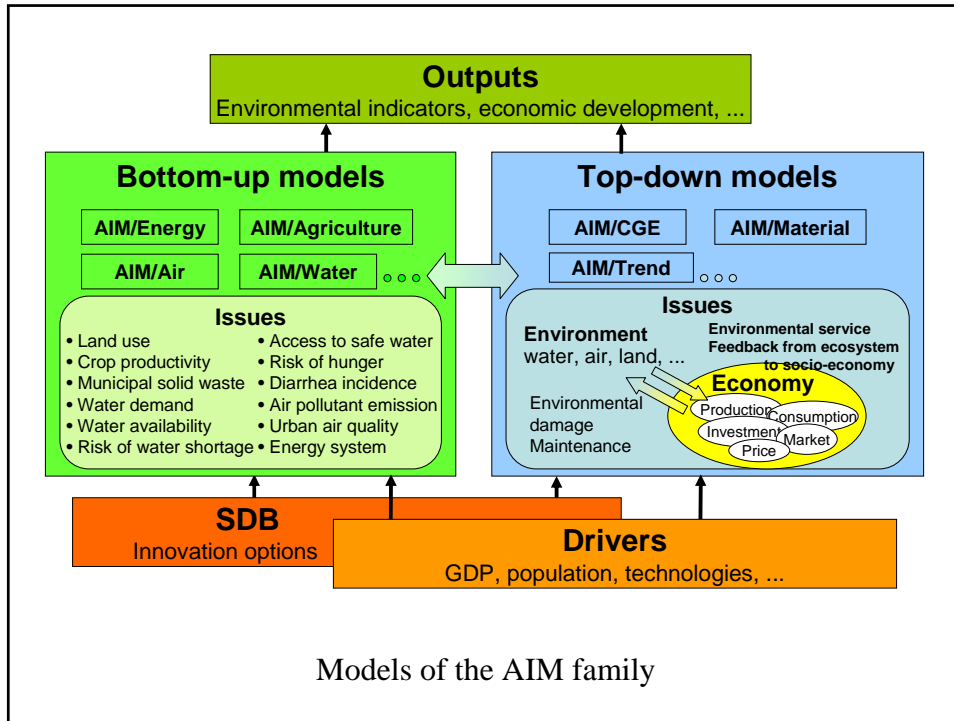 Outputs
Environmental indicators, economic development, ...
Bottom-up models
AIM/Energy
AIM/Agriculture
AIM/Air
AIM/Water
Issues
• Land use
• Crop productivity
• Municipal solid waste
• Water demand
• Water availability
• Risk of water shortage
• Access to safe water
• Risk of hunger
• Diarrhea incidence
• Air pollutant emission
• Urban air quality
• Energy system
Top-down models
AIM/CGE
AIM/Material
AIM/Trend
Issues
Environment
water, air, land, ...
Environmental service
Feedback from ecosystem
to socio-economy
Economy
Production
Consumption
Investment
Market
Price
Environmental
damage
Maintenance
SDB
Innovation options
Drivers
GDP, population, technologies, ...
Models of the AIM family